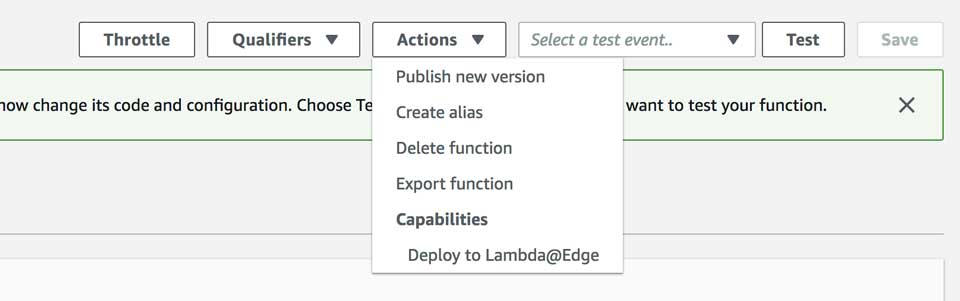 Throttle
Qualifiers
Actions
Select a test event..
Test
Save
now change its code and configuration. Choose Te
want to test your function.
Publish new version
Create alias
Delete function
Export function
Capabilities
Deploy to Lambda@Edge